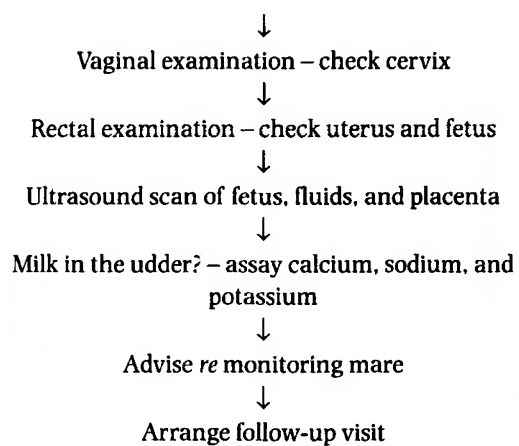 ↓
Vaginal examination – check cervix
↓
Rectal examination – check uterus and fetus
↓
Ultrasound scan of fetus, fluids, and placenta
↓
Milk in the udder? – assay calcium, sodium, and
potassium
↓
Advise re monitoring mare
↓
Arrange follow-up visit